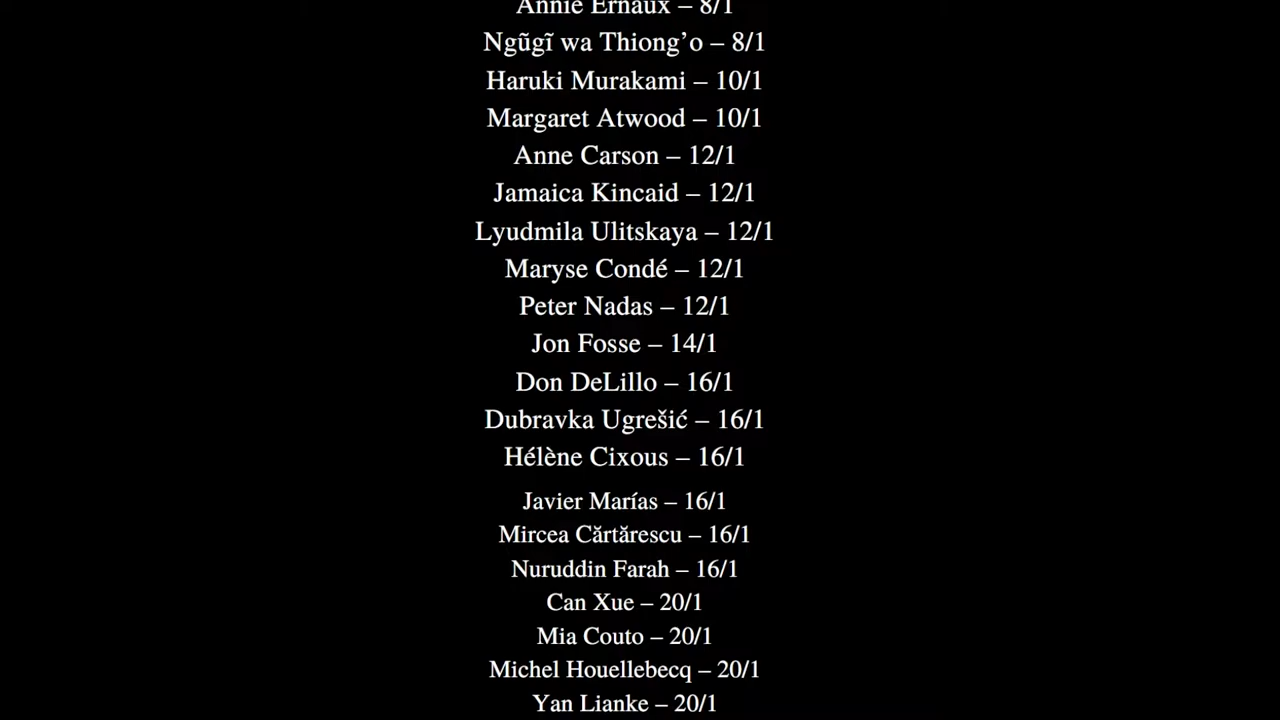 Annie Ernaux – 8/1
Ngũgĩ wa Thiong’o – 8/1
Haruki Murakami – 10/1
Margaret Atwood – 10/1
Anne Carson – 12/1
Jamaica Kincaid – 12/1
Lyudmila Ulitskaya – 12/1
Maryse Condé – 12/1
Peter Nadas – 12/1
Jon Fosse – 14/1
Don DeLillo – 16/1
Dubravka Ugrešić – 16/1
Hélène Cixous – 16/1
Javier Marías – 16/1
Mircea Cărtărescu – 16/1
Nuruddin Farah – 16/1
Can Xue – 20/1
Mia Couto – 20/1
Michel Houellebecq – 20/1
Yan Lianke – 20/1